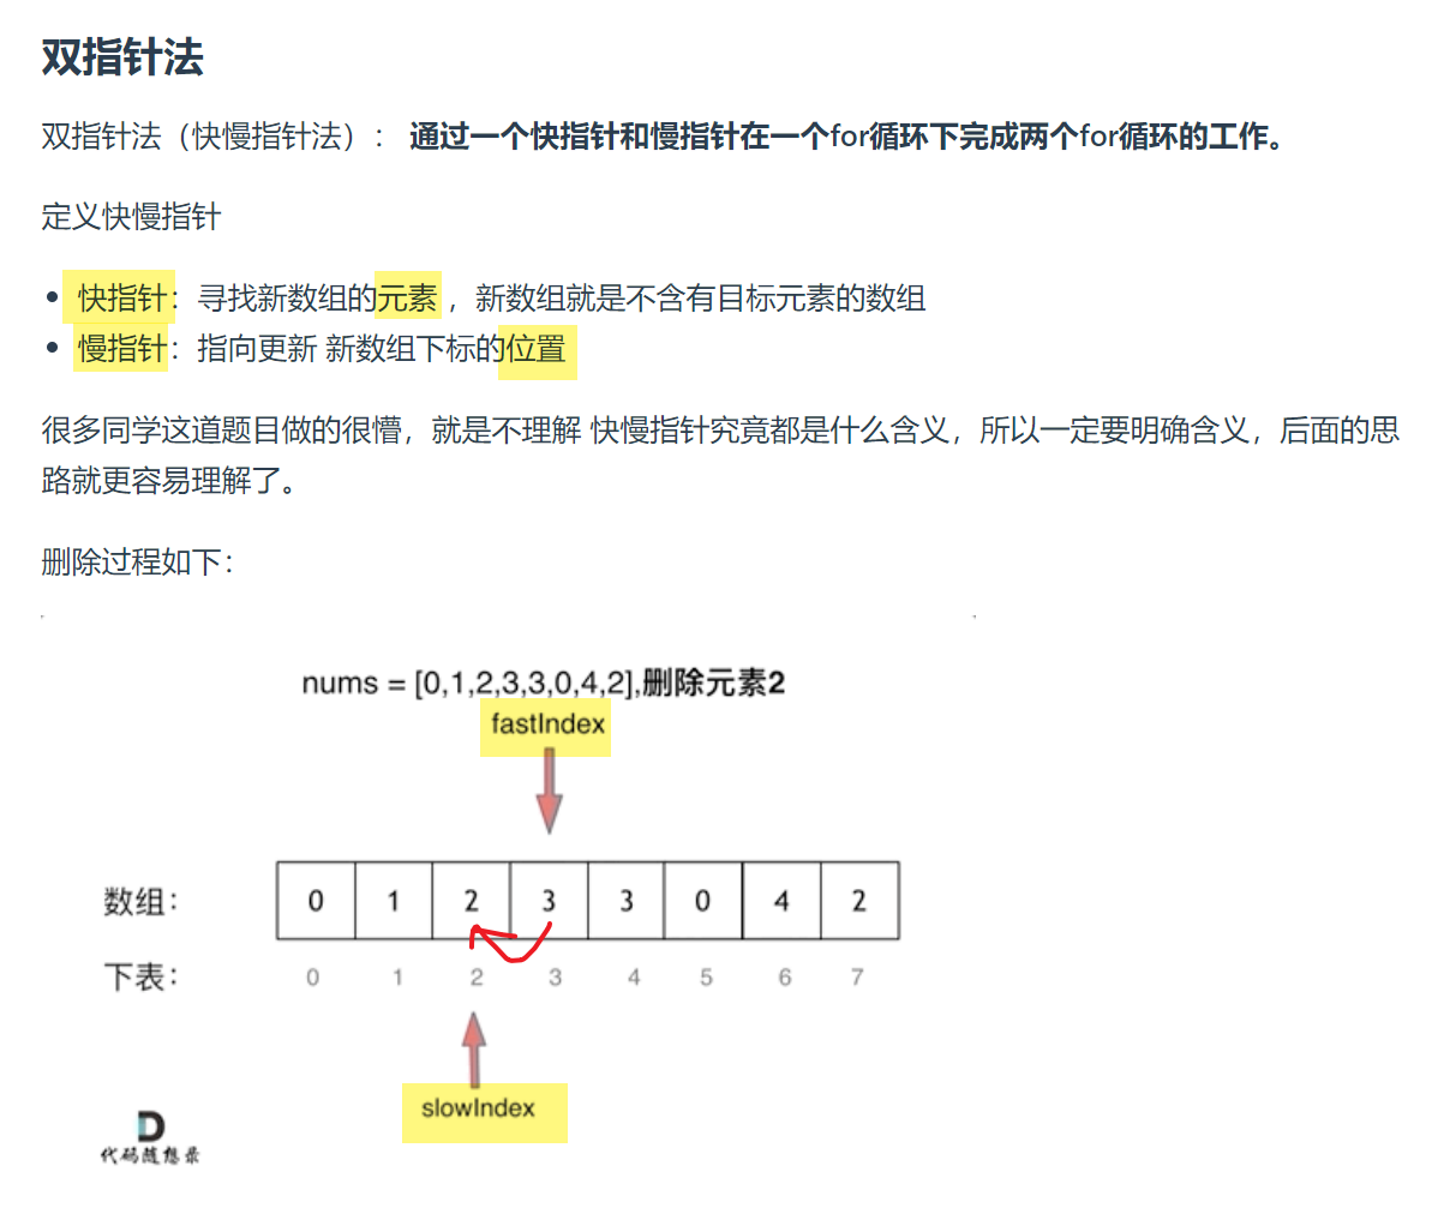 双指针法
双指针法（快慢指针法）： 通过一个快指针和慢指针在一个for循环下完成两个for循环的工作。
定义快慢指针
• 快指针：寻找新数组的元素 ，新数组就是不含有目标元素的数组
• 慢指针：指向更新 新数组下标的位置
很多同学这道题目做的很懵，就是不理解 快慢指针究竟都是什么含义，所以一定要明确含义，后面的思
路就更容易理解了。
删除过程如下：
nums = [0,1,2,3,3,0,4,2],删除元素2
fastIndex
数组： 0 1 2 3 3 0 4 2
下表： 0 1 2 3 4 5 6 7
slowIndex
代码随想录